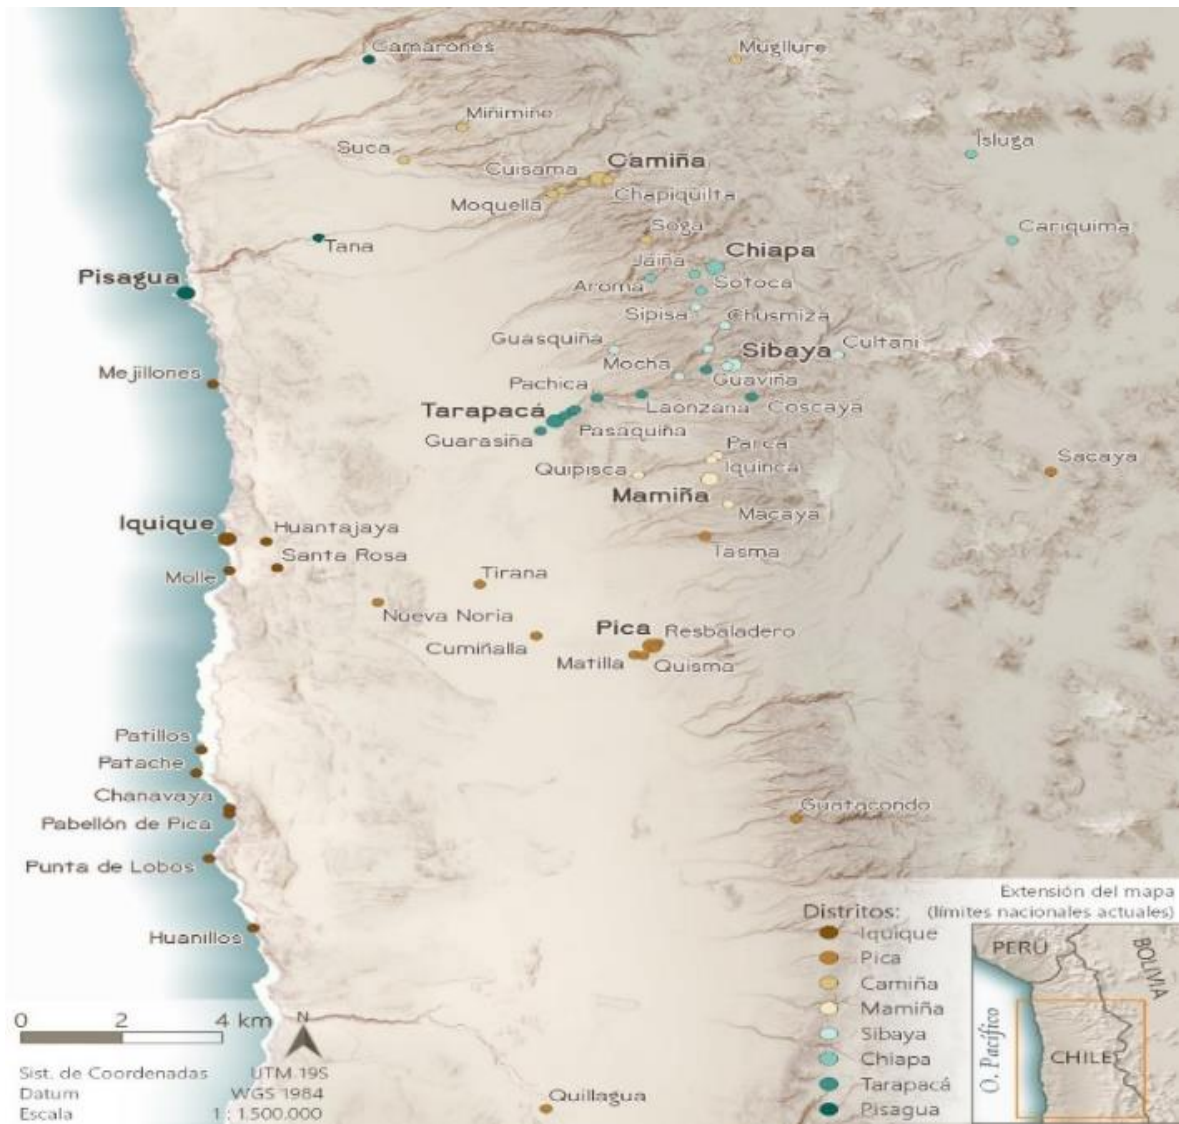 Camarones
Mugllure
Miñimiñe
Suca
Isluga
Camiña
Cuisama
Chapiquilta
Moquella
Soga
Cariquima
Tana
Chiapa
Jaiña
Pisagua
Aroma
Sotoca
Sipisa
Chusmiza
Guasquiña
Sibaya
Cultani
Mocha
Mejillones
Guaviña
Pachica
Tarapacá
Laonzana
Coscaya
Guarasiña
Pasaquiña
Parca
Sacaya
Quipisca
Iquinca
Mamiña
Macaya
Iquique
Huantajaya
Santa Rosa
Tasma
Molle
Tirana
Nueva Noria
Pica
Resbaladero
Cumiñalla
Matilla
Quisma
Patillos
Patache
Chanavaya
Pabellón de Pica
Guatacondo
Punta de Lobos
Huanillos
Quillagua
Extensión del mapa
(límites nacionales actuales)
Distritos:
Iquique
Pica
Camiña
Mamiña
Sibaya
Chiapa
Tarapacá
Pisagua
PERÚ
BOLIVIA
O. Pacífico
CHILE
0 2 4 km
N
Sist. de Coordenadas UTM 19S
Datum WGS 1984
Escala 1 : 1.500.000